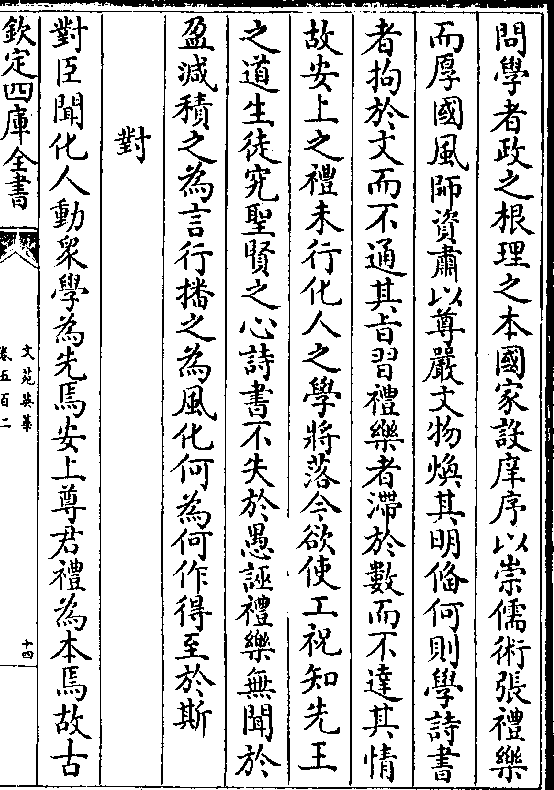 問學者政之根理之本國家設庠序以崇儒術張禮樂
而厚國風師資肅以尊嚴文物煥其明備何則學詩書
者拘於文而不通其旨習禮樂者滯於數而不達其情
故安上之禮未行化人之學將落今欲使工祝知先王
之道生徒究聖賢之心詩書不失於愚誣禮樂無聞於
盈減積之為言行播之為風化何為何作得至於斯
對
對臣聞化人動衆學為先焉安上尊君禮為本焉故古
欽定四庫全書
文苑英華
卷五百二
十四